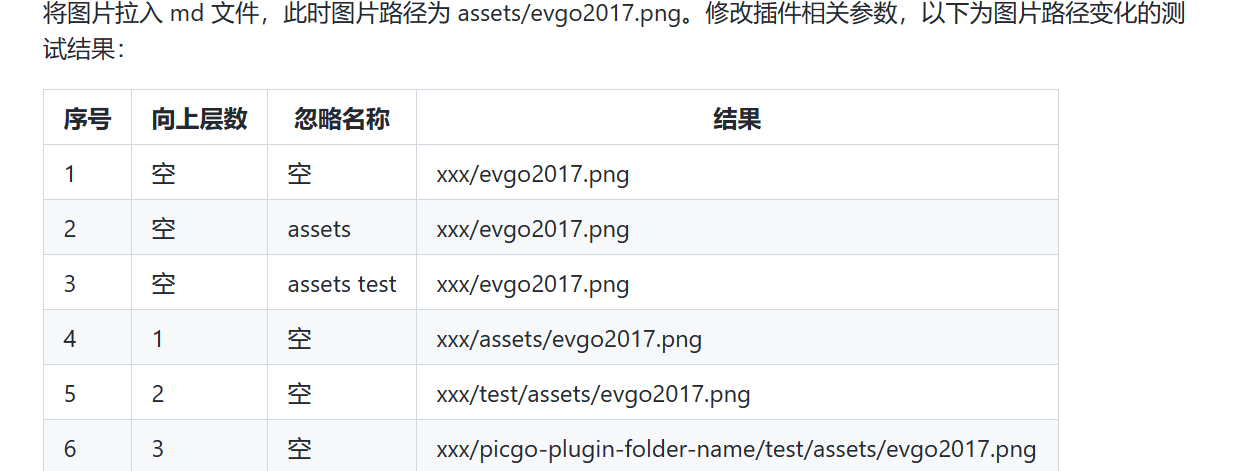 将图片拉入 md 文件，此时图片路径为 assets/evgo2017.png。修改插件相关参数，以下为图片路径变化的测
试结果：
序号 向上层数 忽略名称 结果
1 空 空 xxx/evgo2017.png
2 空 assets xxx/evgo2017.png
3 空 assets test xxx/evgo2017.png
4 1 空 xxx/assets/evgo2017.png
5 2 空 xxx/test/assets/evgo2017.png
6 3 空 xxx/picgo-plugin-folder-name/test/assets/evgo2017.png